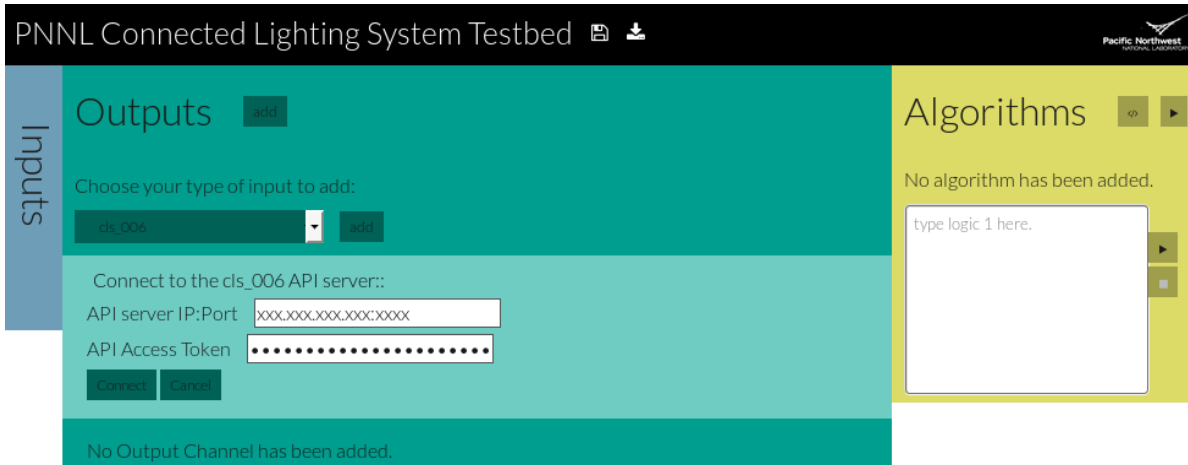 PNNL Connected Lighting System Testbed
Pacific Northwest
NATIONAL LABORATORY
Inputs
Outputs add
Choose your type of input to add:
cls_006 add
Connect to the cls_006 API server::
API server IP:Port xxx.xxx.xxx.xxx:xxxx
API Access Token ••••••••••••••••••••••
Connect Cancel
No Output Channel has been added.
Algorithms </>
No algorithm has been added.
type logic 1 here.